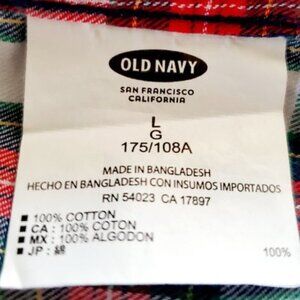 OLD NAVY
SAN FRANCISCO
CALIFORNIA
L
G
175/108A
MADE IN BANGLADESH
HECHO EN BANGLADESH CON INSUMOS IMPORTADOS
RN 54023 CA 17897
■ 100% COTTON
■ CA : 100% COTON
■ MX : 100% ALGODON
■ JP : 綿 100%